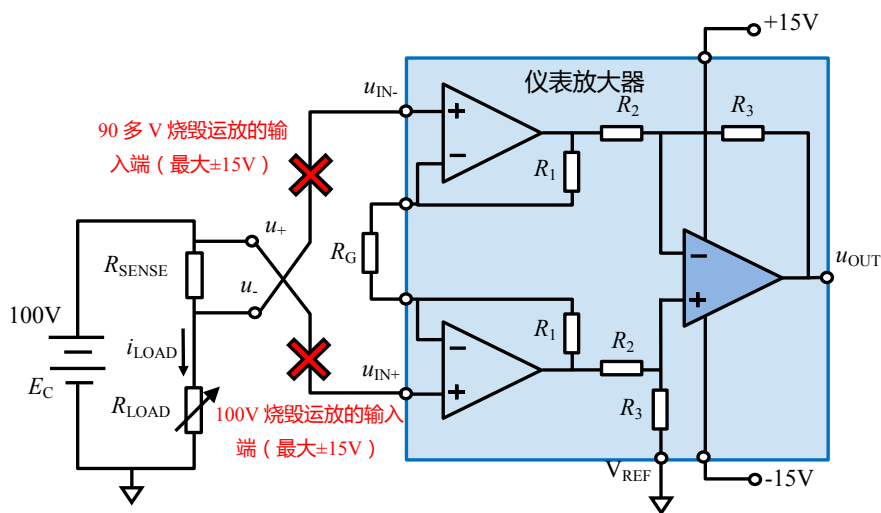 +15V
仪表放大器
u_IN-
R_2
R_3
90 多 V 烧毁运放的输
入端（最大±15V）
R_1
u_+
R_SENSE
R_G
u_OUT
u_-
100V
i_LOAD
R_1
R_2
E_C
u_IN+
R_LOAD
100V 烧毁运放的输入
端（最大±15V）
R_3
V_REF
-15V